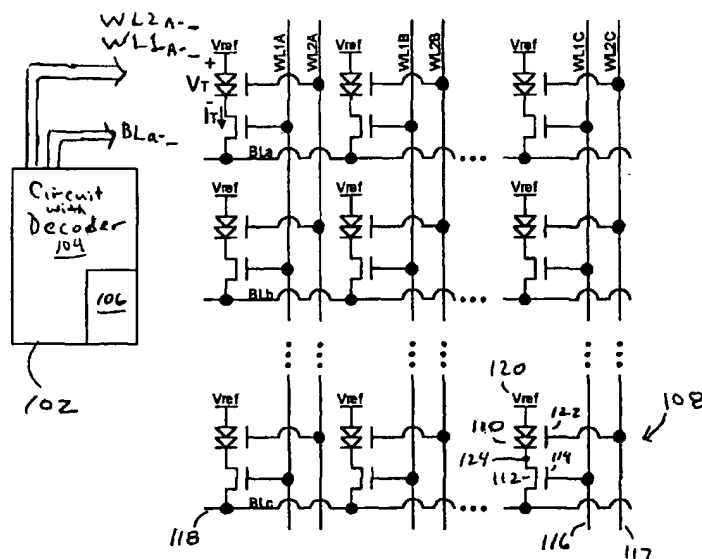 WL2A-_
WL1A-_
BLa-_
Circuit
with
Decoder
104
106
102
WL1A WL2A WL1B WL2B WL1C WL2C
Vref Vref Vref
+
VT
-
IT
BLa
Vref Vref Vref
BLb
120
Vref Vref Vref
108
110 122
124
112 114
BLc
118 116 117